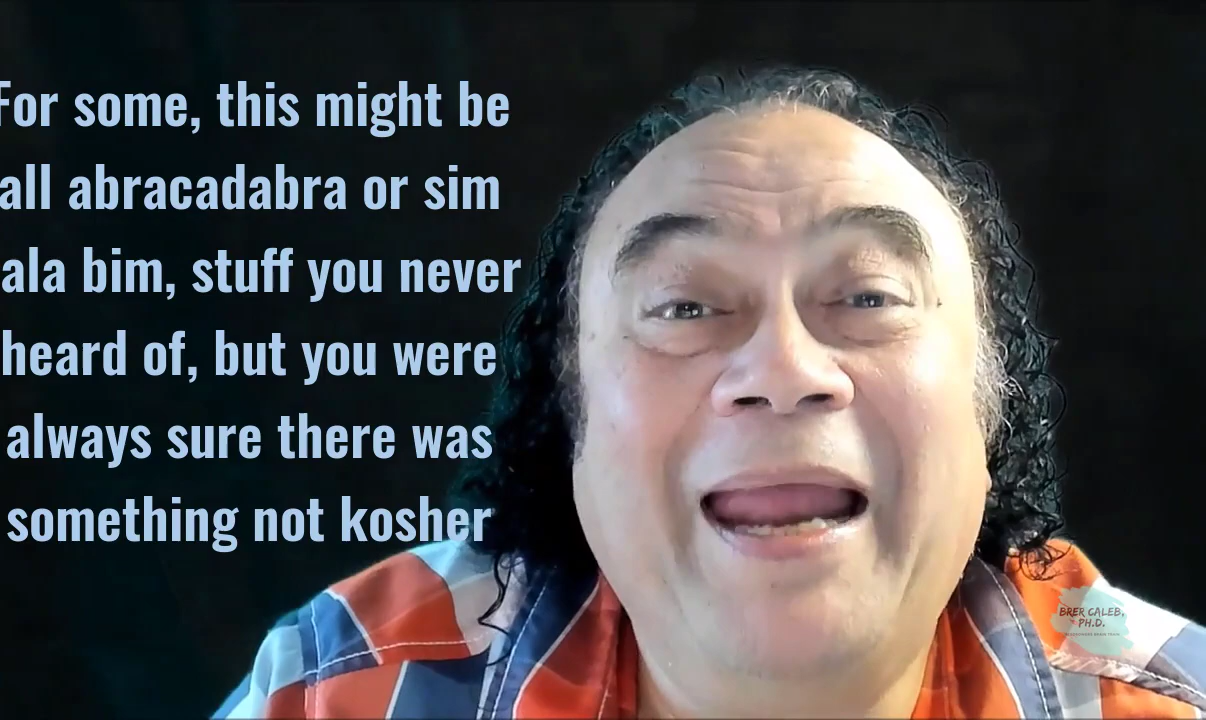 For some, this might be
all abracadabra or sim
ala bim, stuff you never
heard of, but you were
always sure there was
something not kosher
BRER CALEB,
PH.D.